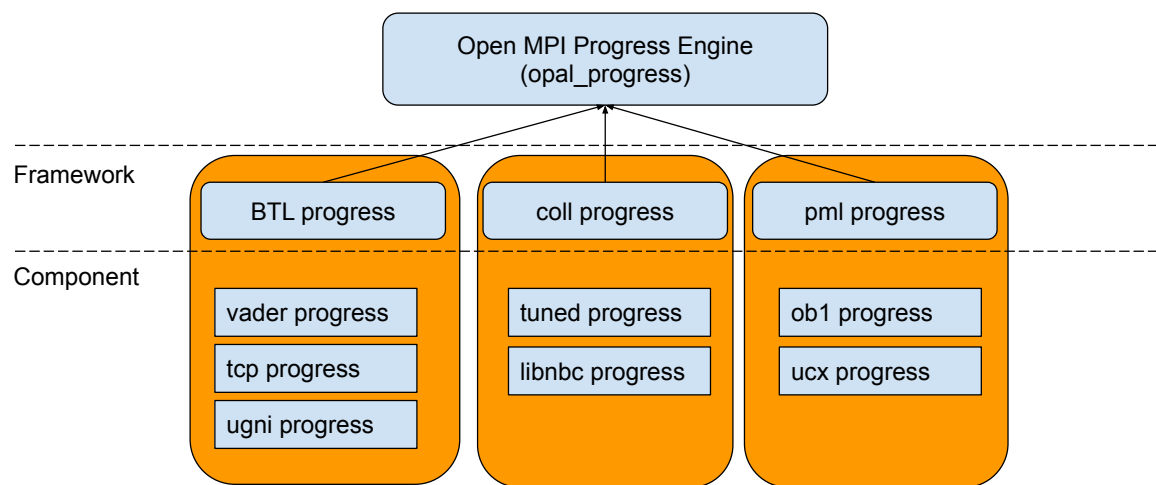 Open MPI Progress Engine
(opal_progress)
Framework
BTL progress
coll progress
pml progress
Component
vader progress
tuned progress
ob1 progress
tcp progress
libnbc progress
ucx progress
ugni progress